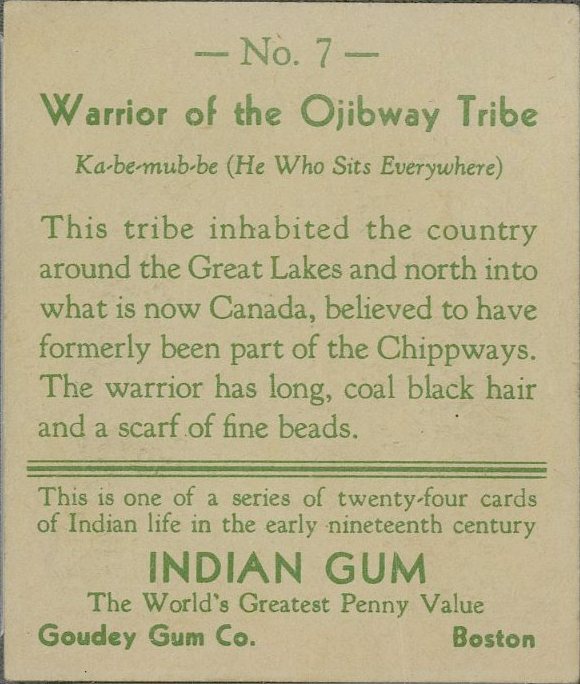 — No. 7 —
Warrior of the Ojibway Tribe
Ka-be-mub-be (He Who Sits Everywhere)
This tribe inhabited the country
around the Great Lakes and north into
what is now Canada, believed to have
formerly been part of the Chippways.
The warrior has long, coal black hair
and a scarf of fine beads.
This is one of a series of twenty-four cards
of Indian life in the early nineteenth century
INDIAN GUM
The World's Greatest Penny Value
Goudey Gum Co. Boston